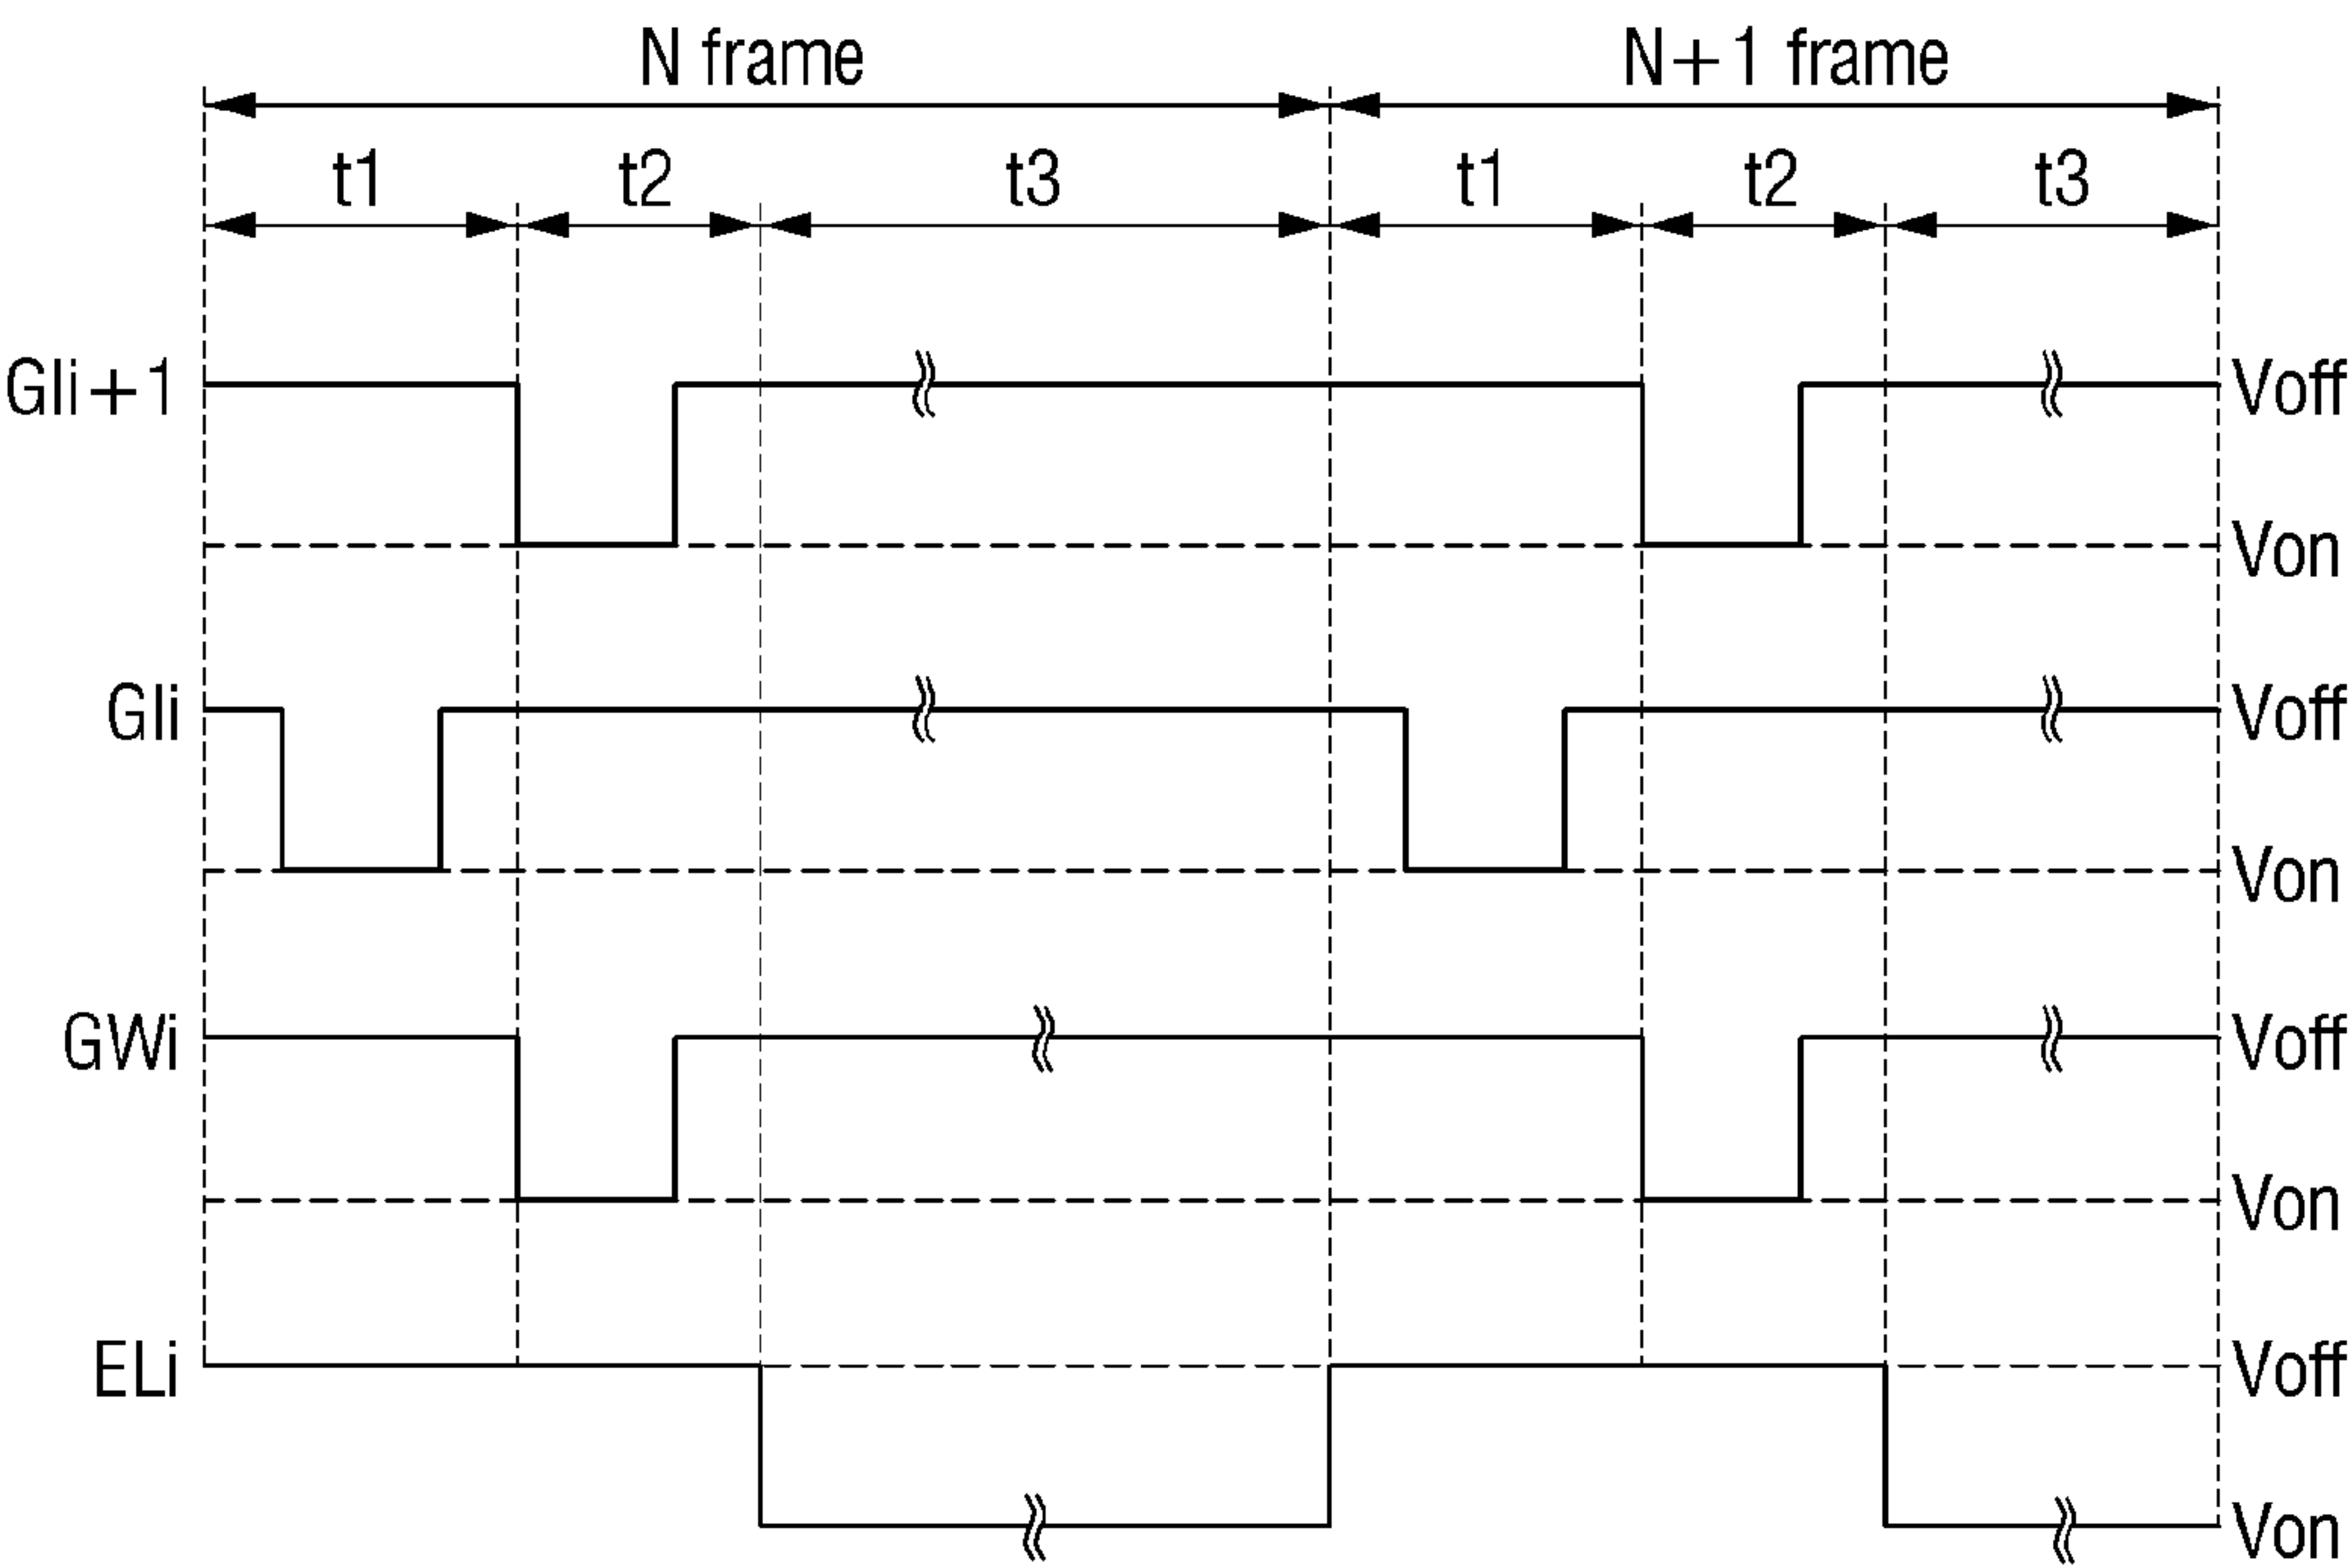 N frame N+1 frame
t1 t2 t3 t1 t2 t3
GIi+1 Voff
Von
GIi Voff
Von
GWi Voff
Von
ELi Voff
Von